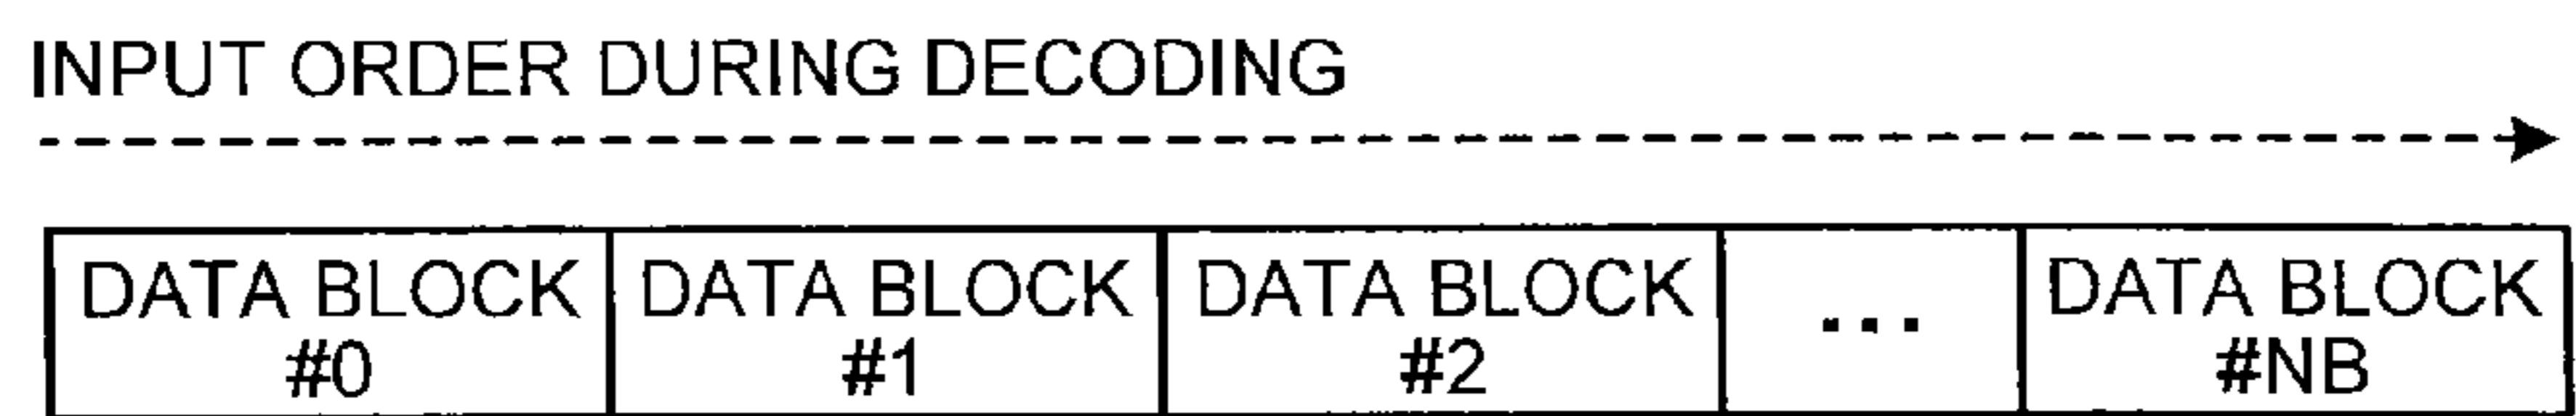 INPUT ORDER DURING DECODING
DATA BLOCK #0
DATA BLOCK #1
DATA BLOCK #2
...
DATA BLOCK #NB